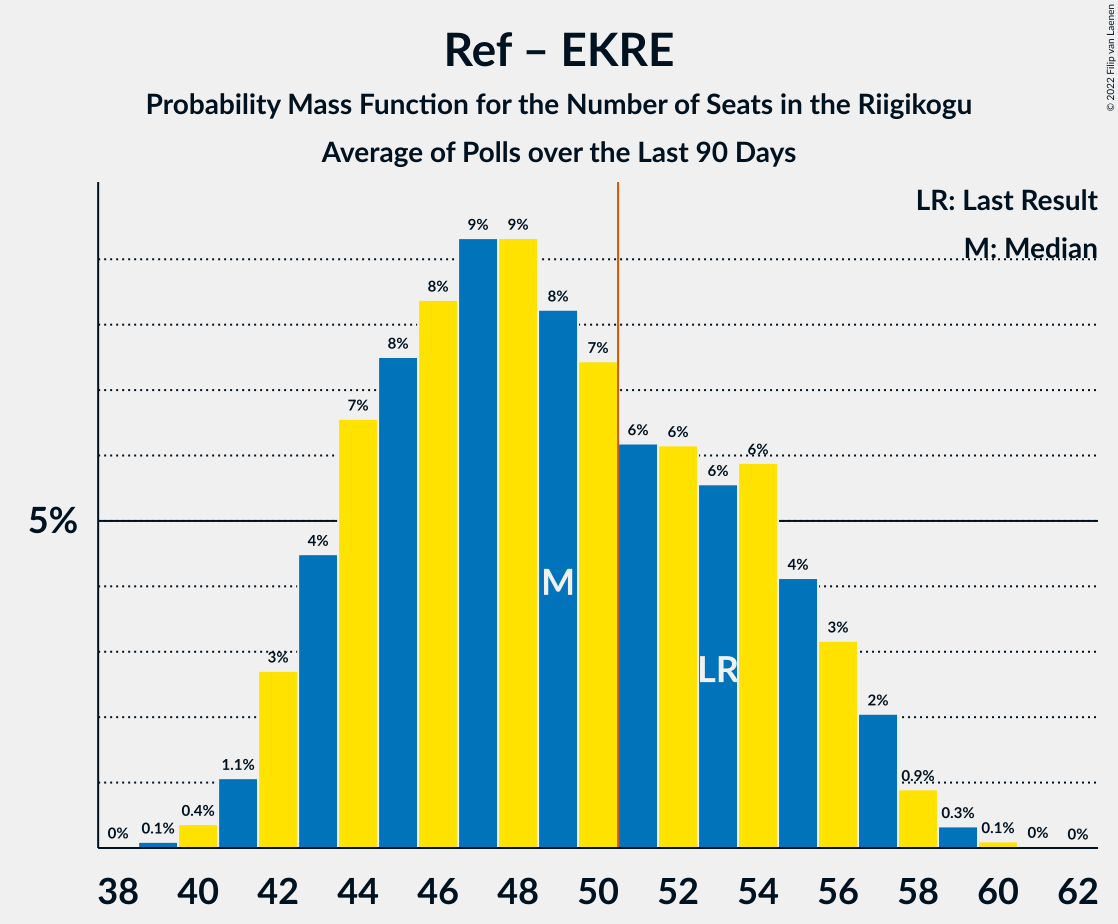 Ref – EKRE
Probability Mass Function for the Number of Seats in the Riigikogu
Average of Polls over the Last 90 Days
© 2022 Filip van Laenen
LR: Last Result
M: Median
5%
0%
0.1%
0.4%
1.1%
3%
4%
7%
8%
8%
9%
9%
8%
7%
6%
6%
6%
6%
4%
3%
2%
0.9%
0.3%
0.1%
0%
0%
M
LR
38 40 42 44 46 48 50 52 54 56 58 60 62